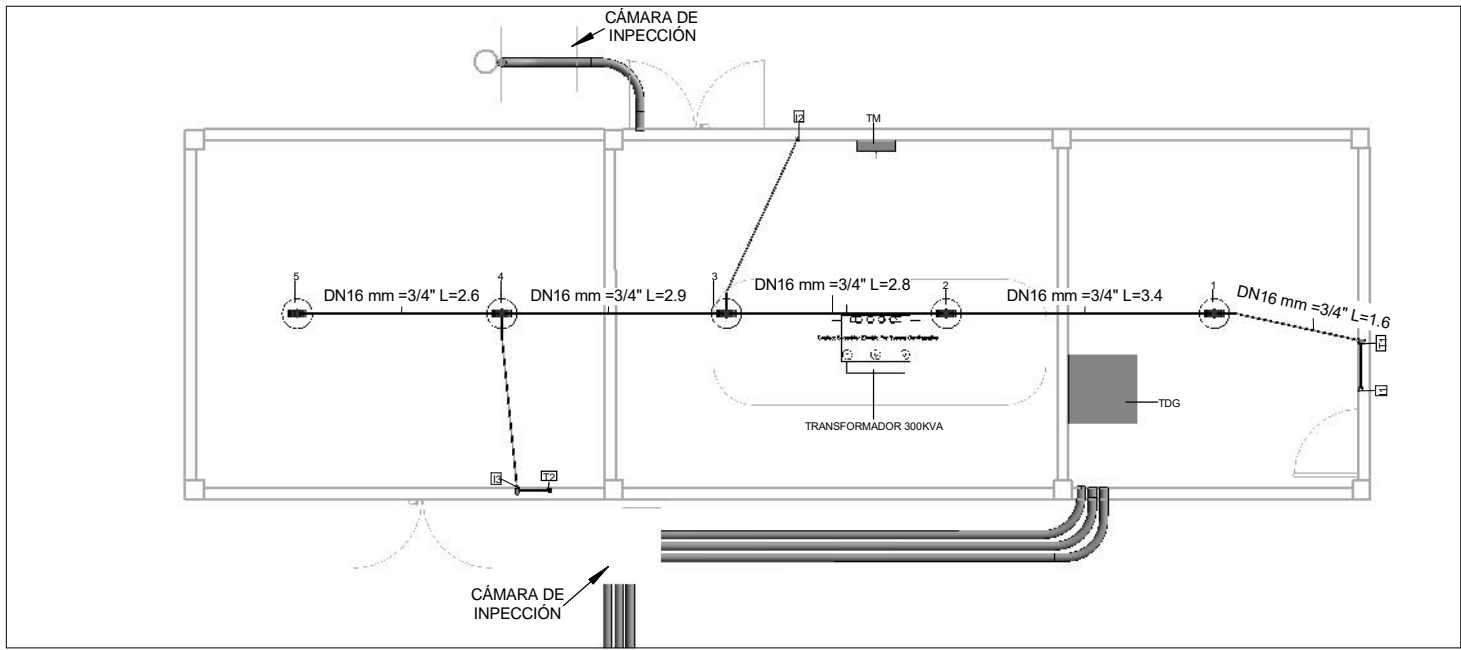 CÁMARA DE
INPECCIÓN
I2
TM
5
4
3
2
1
DN16 mm =3/4" L=2.6
DN16 mm =3/4" L=2.9
DN16 mm =3/4" L=2.8
DN16 mm =3/4" L=3.4
DN16 mm =3/4" L=1.6
T1
I1
TDG
TRANSFORMADOR 300KVA
I3
T2
CÁMARA DE
INPECCIÓN